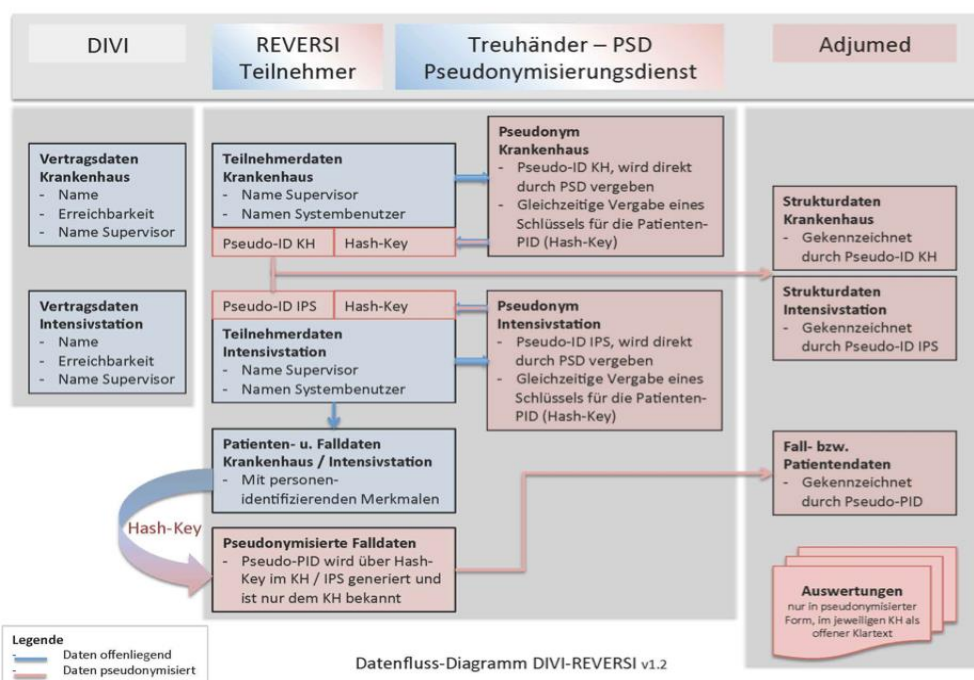 DIVI
REVERSI
Teilnehmer
Treuhänder – PSD
Pseudonymisierungsdienst
Adjumed
Vertragsdaten
Krankenhaus
- Name
- Erreichbarkeit
- Name Supervisor
Teilnehmerdaten
Krankenhaus
- Name Supervisor
- Namen Systembenutzer
Pseudo-ID KH
Hash-Key
Pseudonym
Krankenhaus
- Pseudo-ID KH, wird direkt
durch PSD vergeben
- Gleichzeitige Vergabe eines
Schlüssels für die Patienten-
PID (Hash-Key)
Strukturdaten
Krankenhaus
- Gekennzeichnet
durch Pseudo-ID KH
Vertragsdaten
Intensivstation
- Name
- Erreichbarkeit
- Name Supervisor
Pseudo-ID IPS
Hash-Key
Teilnehmerdaten
Intensivstation
- Name Supervisor
- Namen Systembenutzer
Pseudonym
Intensivstation
- Pseudo-ID IPS, wird direkt
durch PSD vergeben
- Gleichzeitige Vergabe eines
Schlüssels für die Patienten-
PID (Hash-Key)
Strukturdaten
Intensivstation
- Gekennzeichnet
durch Pseudo-ID IPS
Patienten- u. Falldaten
Krankenhaus / Intensivstation
- Mit personen-
identifizierenden Merkmalen
Fall- bzw.
Patientendaten
- Gekennzeichnet
durch Pseudo-PID
Hash-Key
Pseudonymisierte Falldaten
- Pseudo-PID wird über Hash-
Key im KH / IPS generiert und
ist nur dem KH bekannt
Auswertungen
nur in pseudonymisierter
Form, im jeweiligen KH als
offener Klartext
Legende
- Daten offenliegend
- Daten pseudonymisiert
Datenfluss-Diagramm DIVI-REVERSI v1.2